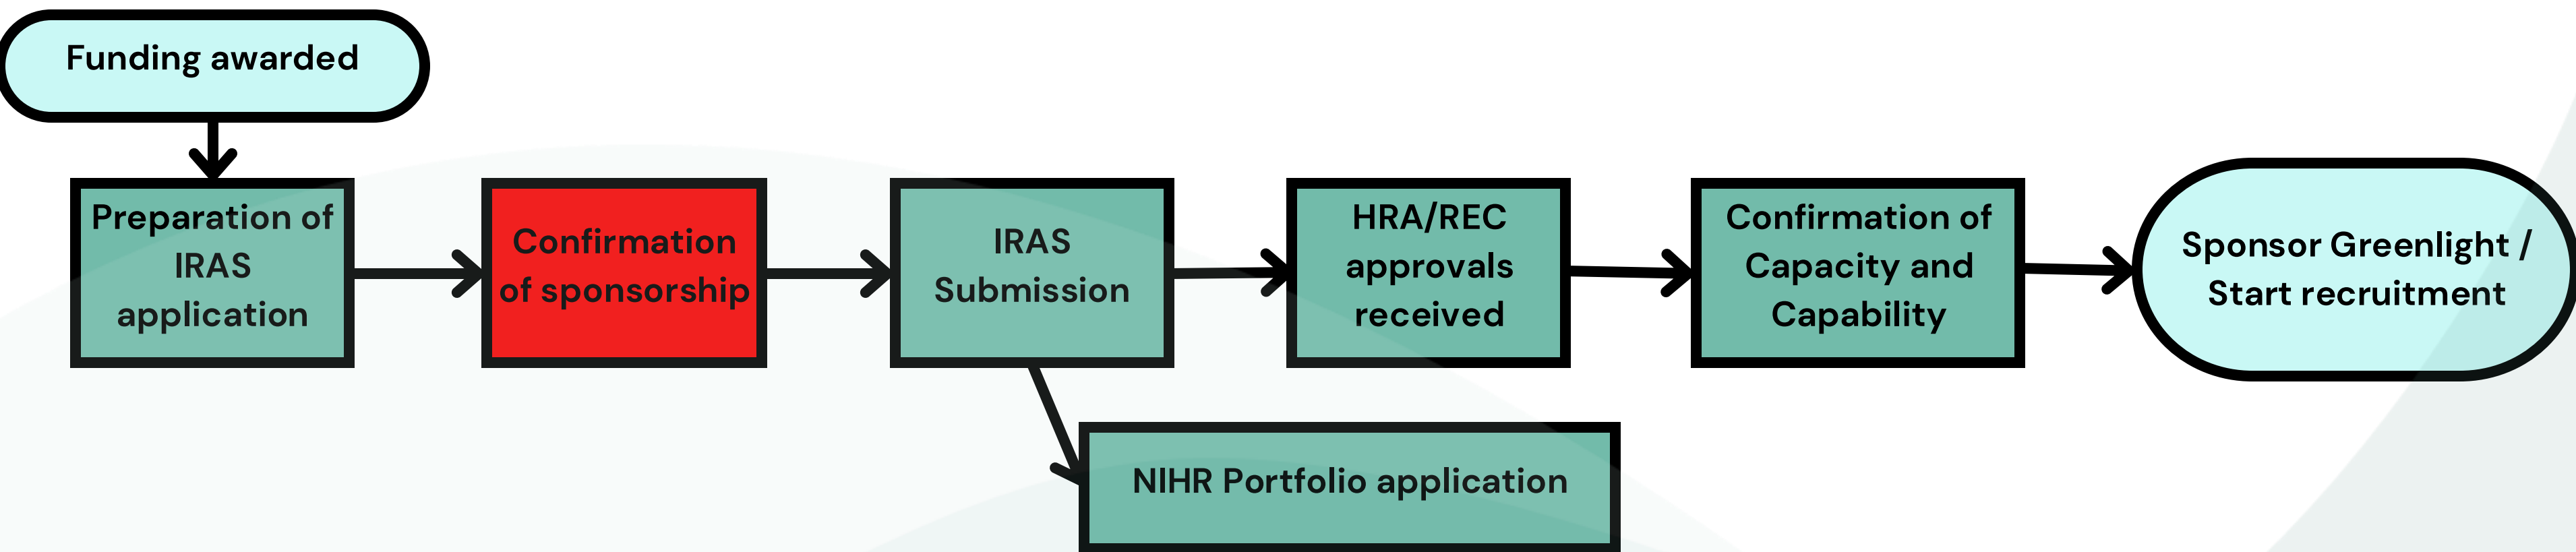 Funding awarded
Preparation of
IRAS
application
Confirmation
of sponsorship
IRAS
Submission
HRA/REC
approvals
received
Confirmation of
Capacity and
Capability
Sponsor Greenlight /
Start recruitment
NIHR Portfolio application